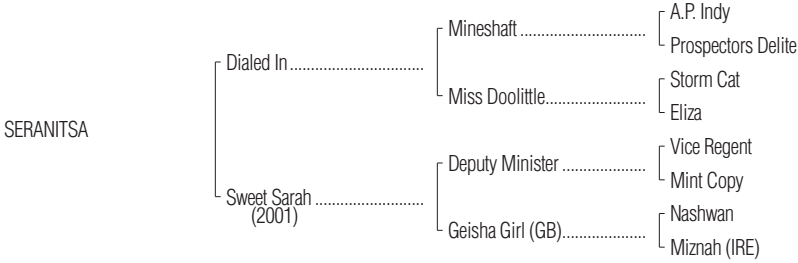 A.P. Indy
Mineshaft
Prospectors Delite
Dialed In
Storm Cat
Miss Doolittle
Eliza
SERANITSA
Vice Regent
Deputy Minister
Mint Copy
Sweet Sarah
(2001)
Nashwan
Geisha Girl (GB)
Miznah (IRE)